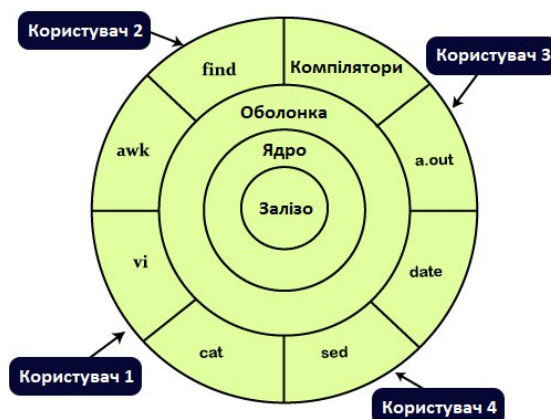 Користувач 2
find
Компілятори
Користувач 3
Оболонка
awk
Ядро
a.out
Залізо
vi
date
cat
sed
Користувач 1
Користувач 4